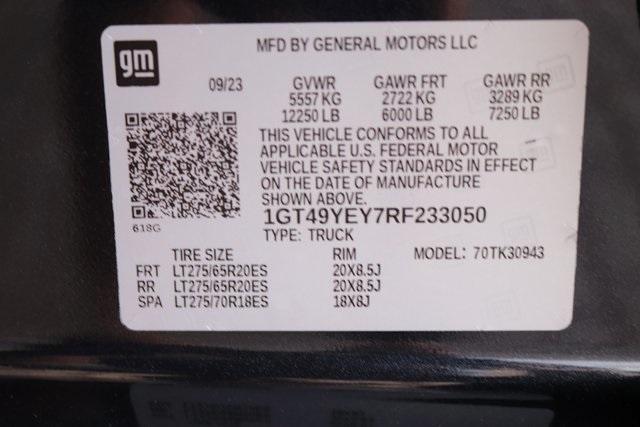 gm
MFD BY GENERAL MOTORS LLC
09/23 GVWR GAWR FRT GAWR RR
5557 KG 2722 KG 3289 KG
12250 LB 6000 LB 7250 LB
THIS VEHICLE CONFORMS TO ALL
APPLICABLE U.S. FEDERAL MOTOR
VEHICLE SAFETY STANDARDS IN EFFECT
ON THE DATE OF MANUFACTURE
SHOWN ABOVE.
618G
1GT49YEY7RF233050
TYPE: TRUCK
TIRE SIZE RIM MODEL: 70TK30943
FRT LT275/65R20ES 20X8.5J
RR LT275/65R20ES 20X8.5J
SPA LT275/70R18ES 18X8J